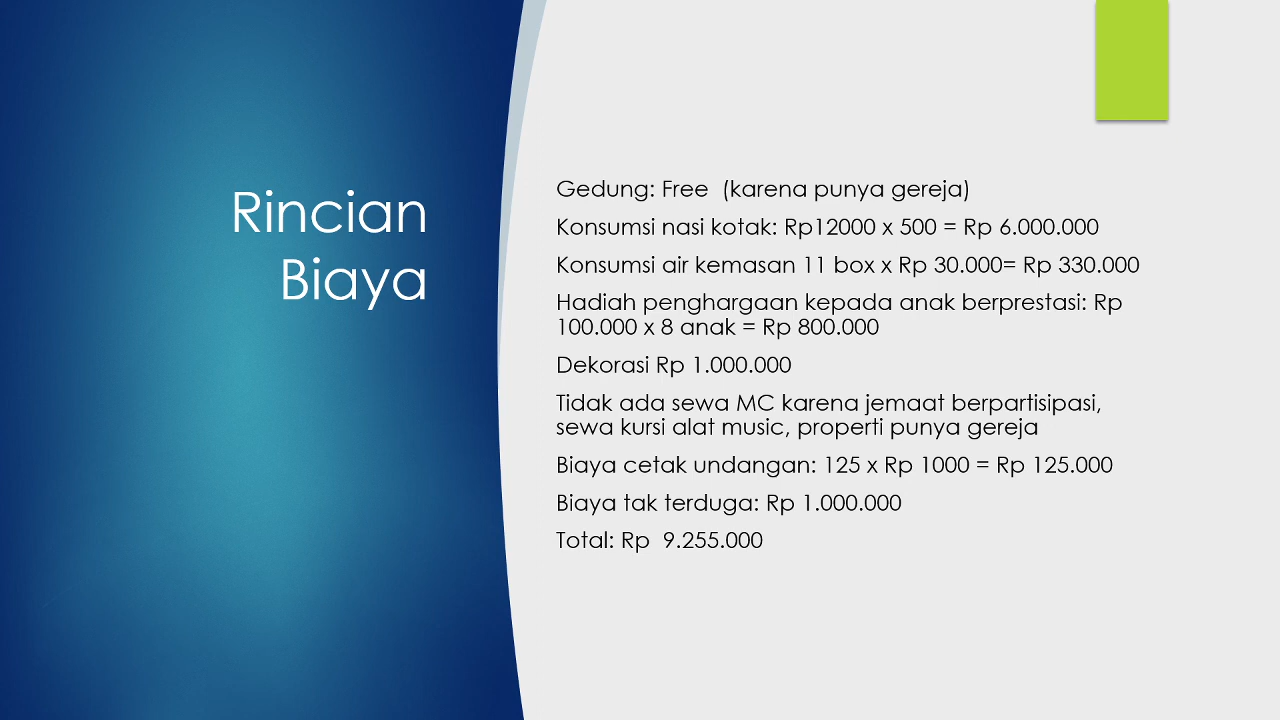 Rincian
Biaya
Gedung: Free  (karena punya gereja)
Konsumsi nasi kotak: Rp12000 x 500 = Rp 6.000.000
Konsumsi air kemasan 11 box x Rp 30.000= Rp 330.000
Hadiah penghargaan kepada anak berprestasi: Rp
100.000 x 8 anak = Rp 800.000
Dekorasi Rp 1.000.000
Tidak ada sewa MC karena jemaat berpartisipasi,
sewa kursi alat music, properti punya gereja
Biaya cetak undangan: 125 x Rp 1000 = Rp 125.000
Biaya tak terduga: Rp 1.000.000
Total: Rp  9.255.000